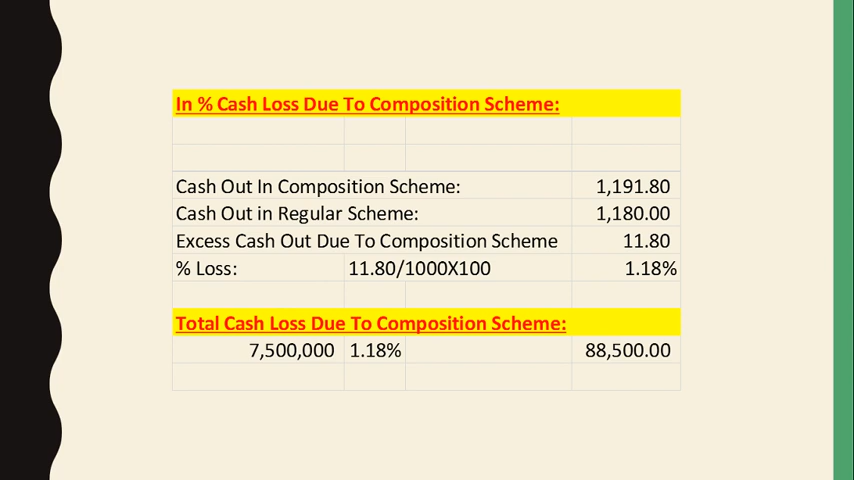 In % Cash Loss Due To Composition Scheme:
Cash Out In Composition Scheme: 1,191.80
Cash Out in Regular Scheme: 1,180.00
Excess Cash Out Due To Composition Scheme 11.80
% Loss: 11.80/1000X100 1.18%
Total Cash Loss Due To Composition Scheme:
7,500,000 1.18% 88,500.00